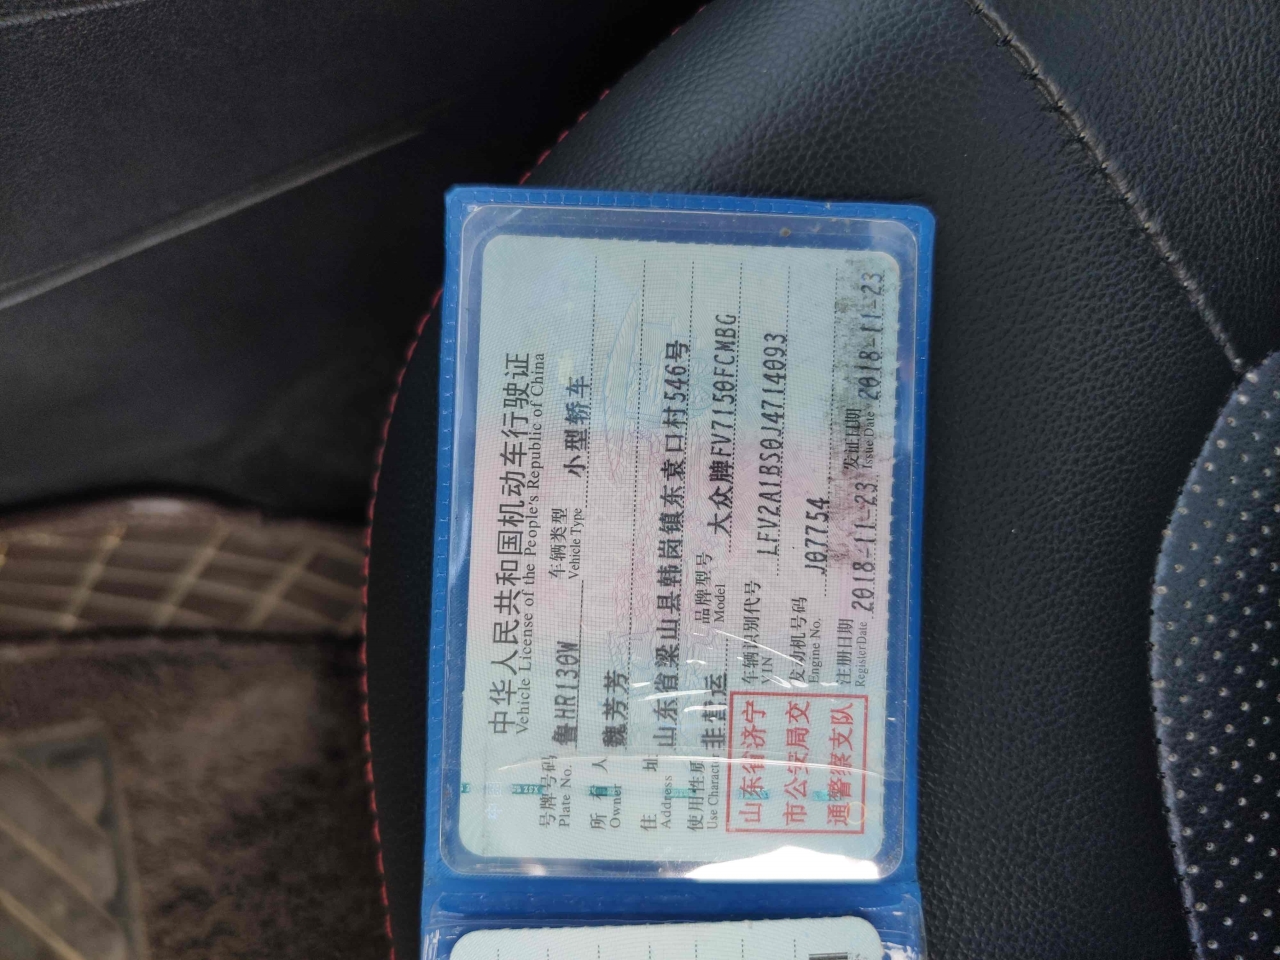 中华人民共和国机动车行驶证
Vehicle License of the People's Republic of China
号牌号码 鲁HR130W 车辆类型 小型轿车
Plate No. Vehicle Type
所有人 魏芳芳
Owner
住址 山东省梁山县韩岗镇东袁口村546号
Address
使用性质 非营运 品牌型号 大众牌FV7150FCMBG
Use Character Model
山东省济宁
市公安局交
通警察支队
车辆识别代号 LFV2A1BS0J4714093
VIN
发动机号码 J07754
Engine No.
注册日期 2018-11-23 发证日期 2018-11-23
Register Date Issue Date